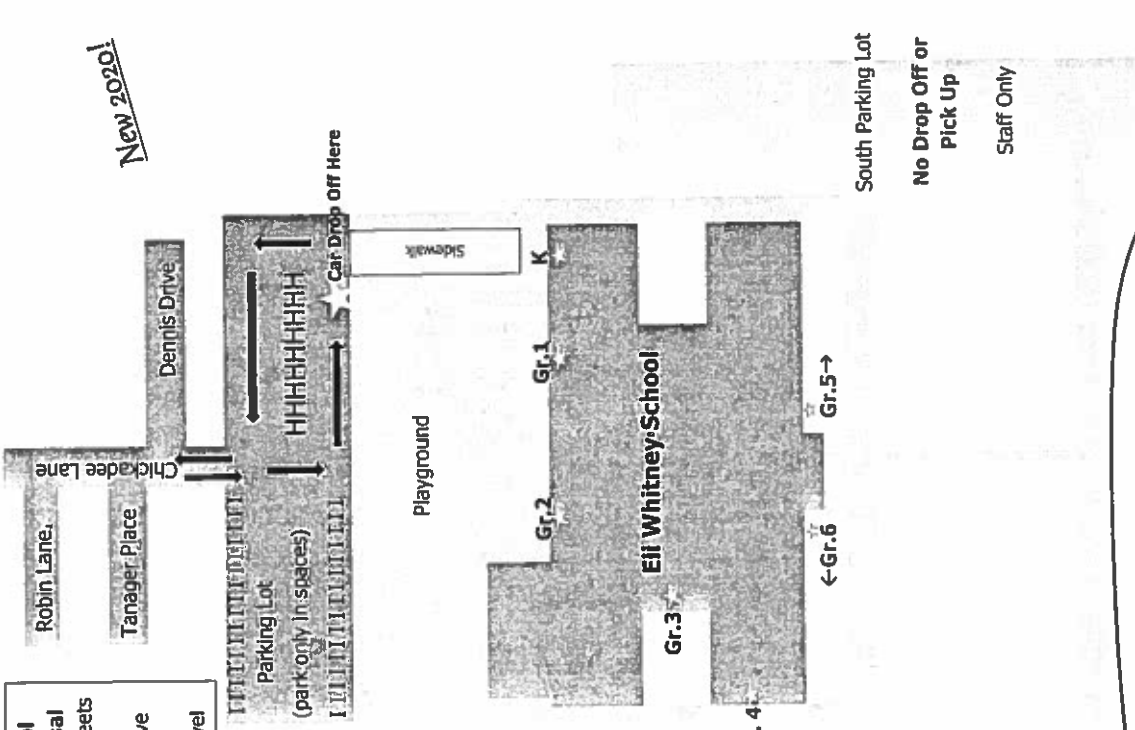 New 2020!
Robin Lane,
Tanager Place
Chickadee Lane
Dennis Drive
Parking Lot
(park only in spaces)
HHHHHHHHH
Car Drop Off Here
Sidewalk
Playground
Gr.2
Gr.1
K
Eli Whitney School
Gr.3
4
←Gr.6
Gr.5→
South Parking Lot
No Drop Off or
Pick Up
Staff Only